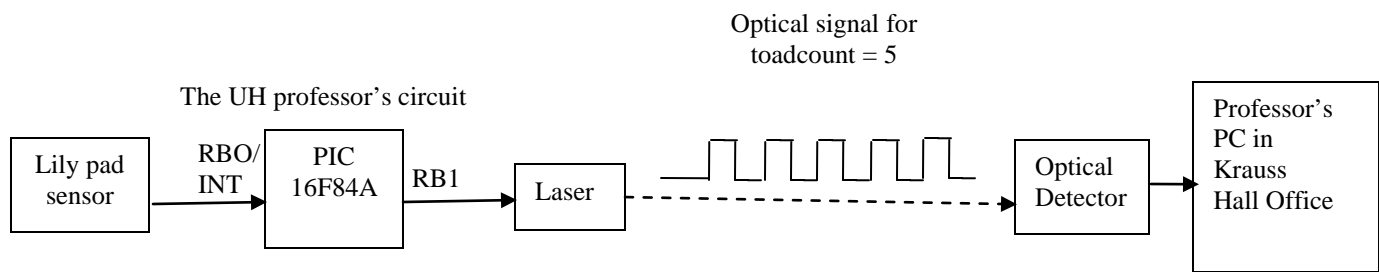 Optical signal for
toadcount = 5
The UH professor's circuit
Lily pad
sensor
RBO/
INT
PIC
16F84A
RB1
Laser
Optical
Detector
Professor's
PC in
Krauss
Hall Office